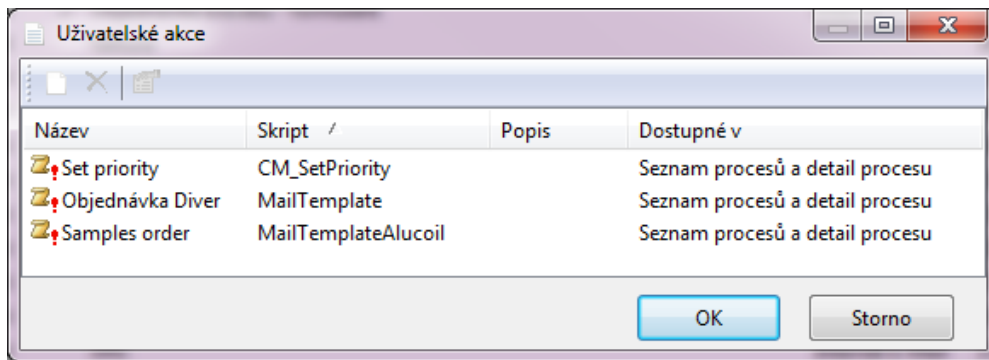 Uživatelské akce
Název Skript Popis Dostupné v
Set priority CM_SetPriority Seznam procesů a detail procesu
Objednávka Diver MailTemplate Seznam procesů a detail procesu
Samples order MailTemplateAlucoil Seznam procesů a detail procesu
OK Storno